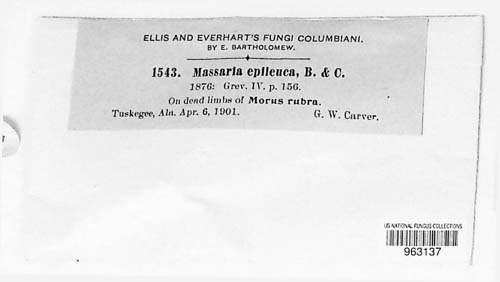 ELLIS AND EVERHART'S FUNGI COLUMBIANI.
BY E. BARTHOLOMEW.
1543. Massaria epileuca, B. & C.
1876: Grev. IV. p. 156.
On dead limbs of Morus rubra.
Tuskegee, Ala. Apr. 6, 1901. G. W. Carver.
US NATIONAL FUNGUS COLLECTIONS
963137